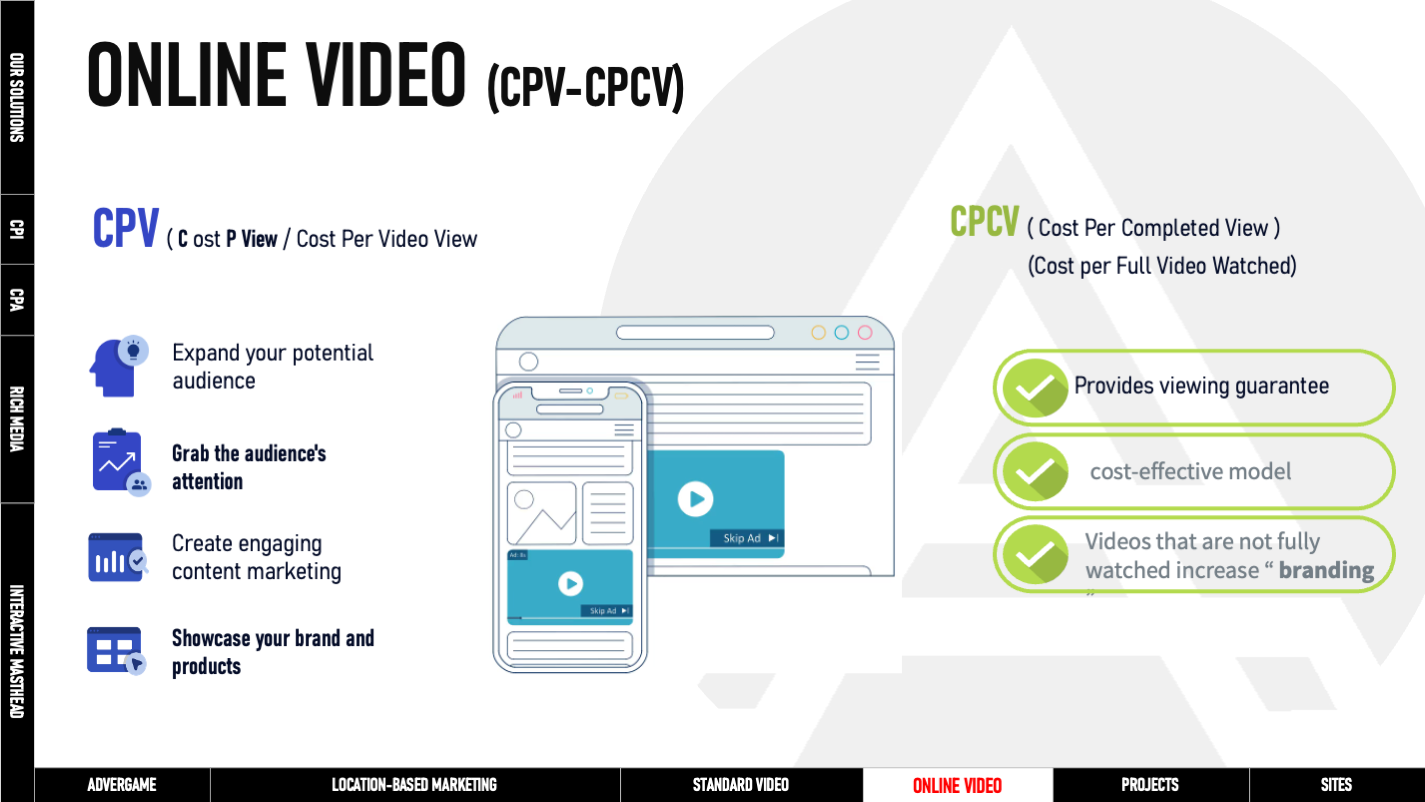 ONLINE VIDEO (CPV-CPCV)
CPV ( C ost P View / Cost Per Video View
Expand your potential
audience
Grab the audience's
attention
Create engaging
content marketing
Showcase your brand and
products
Skip Ad
Ad: 8s
Skip Ad
CPCV ( Cost Per Completed View )
(Cost per Full Video Watched)
Provides viewing guarantee
cost-effective model
Videos that are not fully
watched increase “ branding
”
OUR SOLUTIONS
CPI
CPA
RICH MEDIA
INTERACTIVE MASTHEAD
ADVERGAME
LOCATION-BASED MARKETING
STANDARD VIDEO
ONLINE VIDEO
PROJECTS
SITES